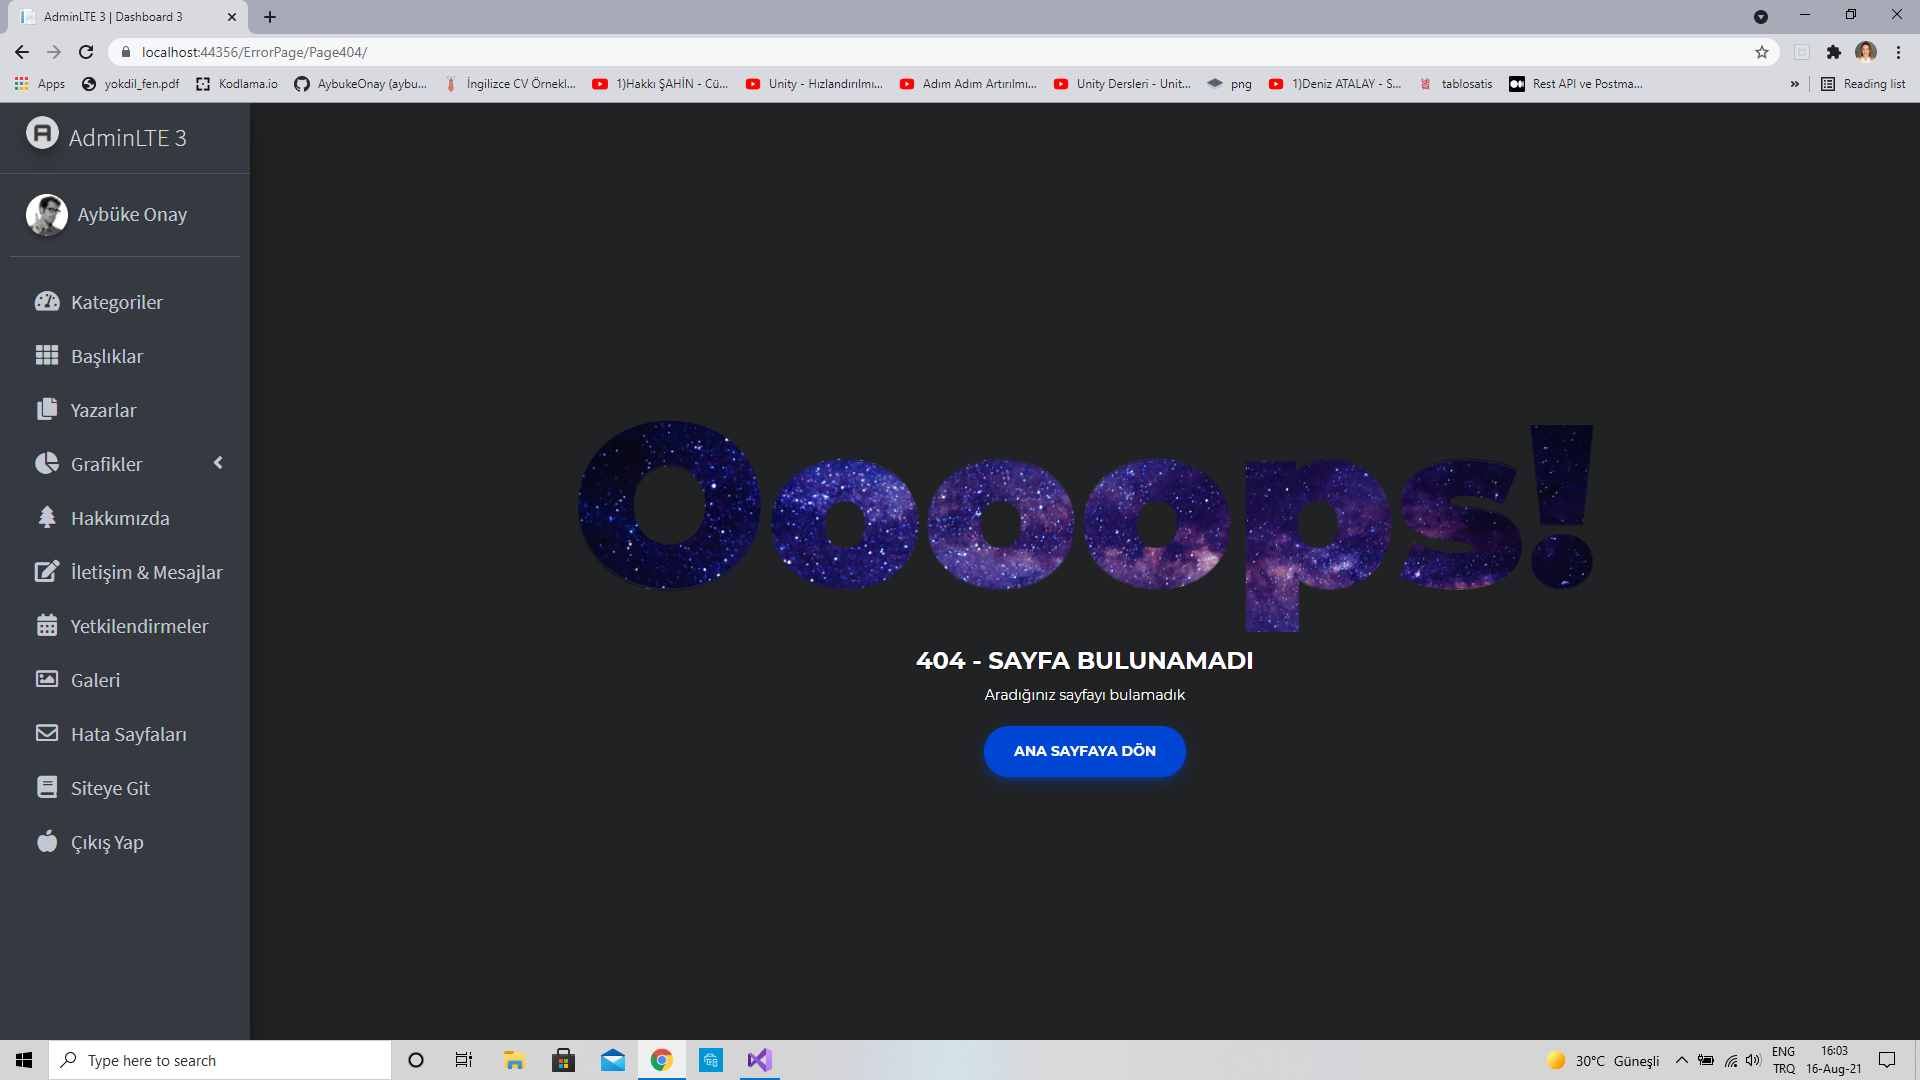 AdminLTE 3 | Dashboard 3
localhost:44356/ErrorPage/Page404/
Apps
yokdil_fen.pdf
Kodlama.io
AybukeOnay (aybu...
İngilizce CV Örnekl...
1)Hakkı ŞAHİN - Cü...
Unity - Hızlandırılmı...
Adım Adım Artırılmı...
Unity Dersleri - Unit...
png
1)Deniz ATALAY - S...
tablosatis
Rest API ve Postma...
»
Reading list
AdminLTE 3
Aybüke Onay
Kategoriler
Başlıklar
Yazarlar
Grafikler
Hakkımızda
İletişim & Mesajlar
Yetkilendirmeler
Galeri
Hata Sayfaları
Siteye Git
Çıkış Yap
Oooops!
404 - SAYFA BULUNAMADI
Aradığınız sayfayı bulamadık
ANA SAYFAYA DÖN
Type here to search
30°C Güneşli
ENG
TRQ
16:03
16-Aug-21